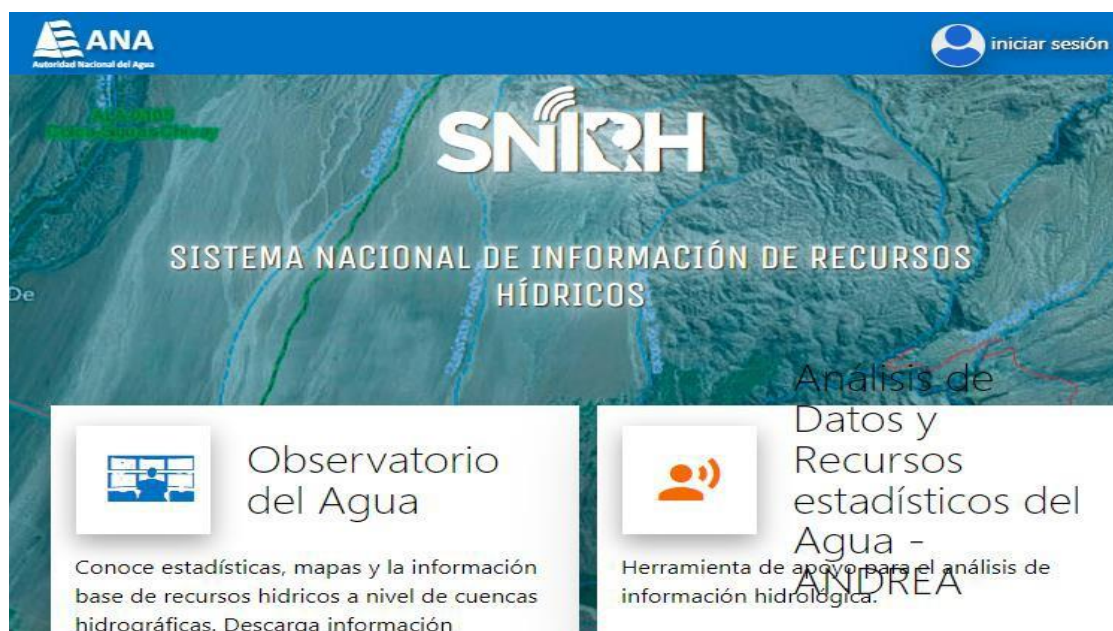 ANA
Autoridad Nacional del Agua
iniciar sesión
SNIRH
SISTEMA NACIONAL DE INFORMACIÓN DE RECURSOS
HÍDRICOS
De
Observatorio
del Agua
Conoce estadísticas, mapas y la información
base de recursos hidricos a nivel de cuencas
hidrográficas. Descarga información
Análisis de
Datos y
Recursos
estadísticos del
Agua -
ANDREA
Herramienta de apoyo para el análisis de
información hidrológica.